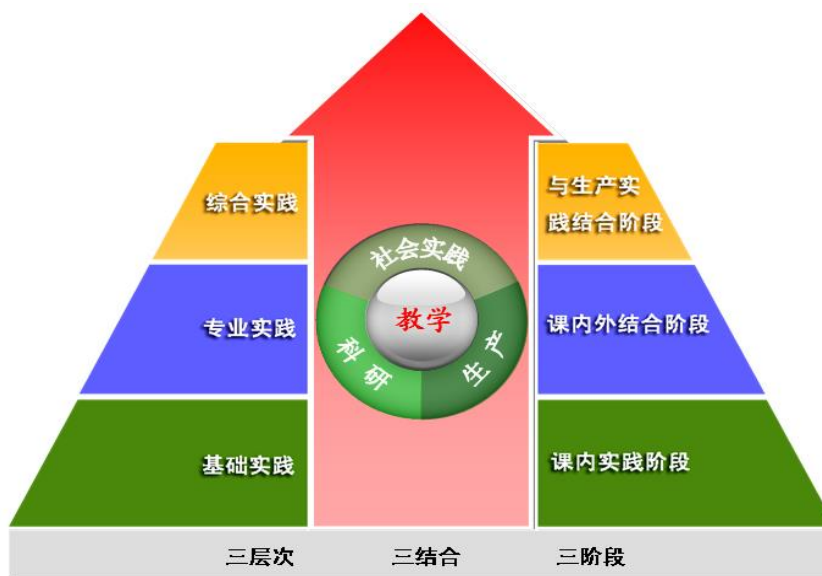 综合实践
与生产实
践结合阶段
社会实践
教学
科研
生产
专业实践
课内外结合阶段
基础实践
课内实践阶段
三层次
三结合
三阶段